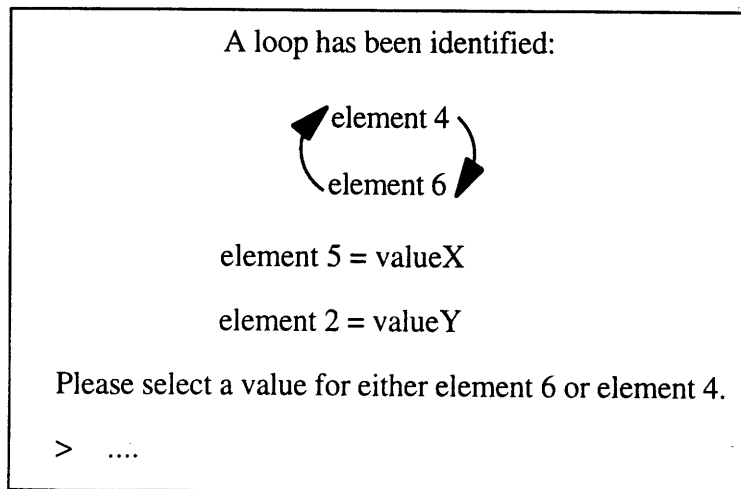 A loop has been identified:
element 4
element 6
element 5 = valueX
element 2 = valueY
Please select a value for either element 6 or element 4.
> ....